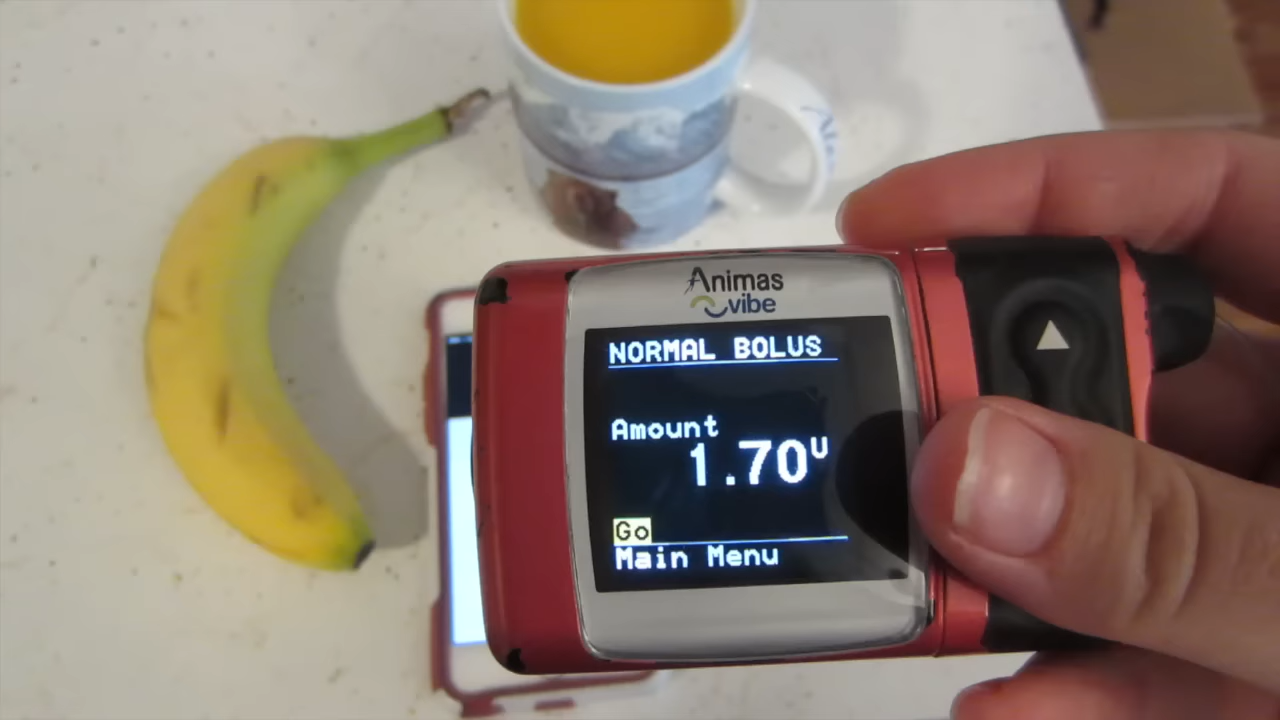 Animas
vibe
NORMAL BOLUS
Amount
1.70U
Go
Main Menu